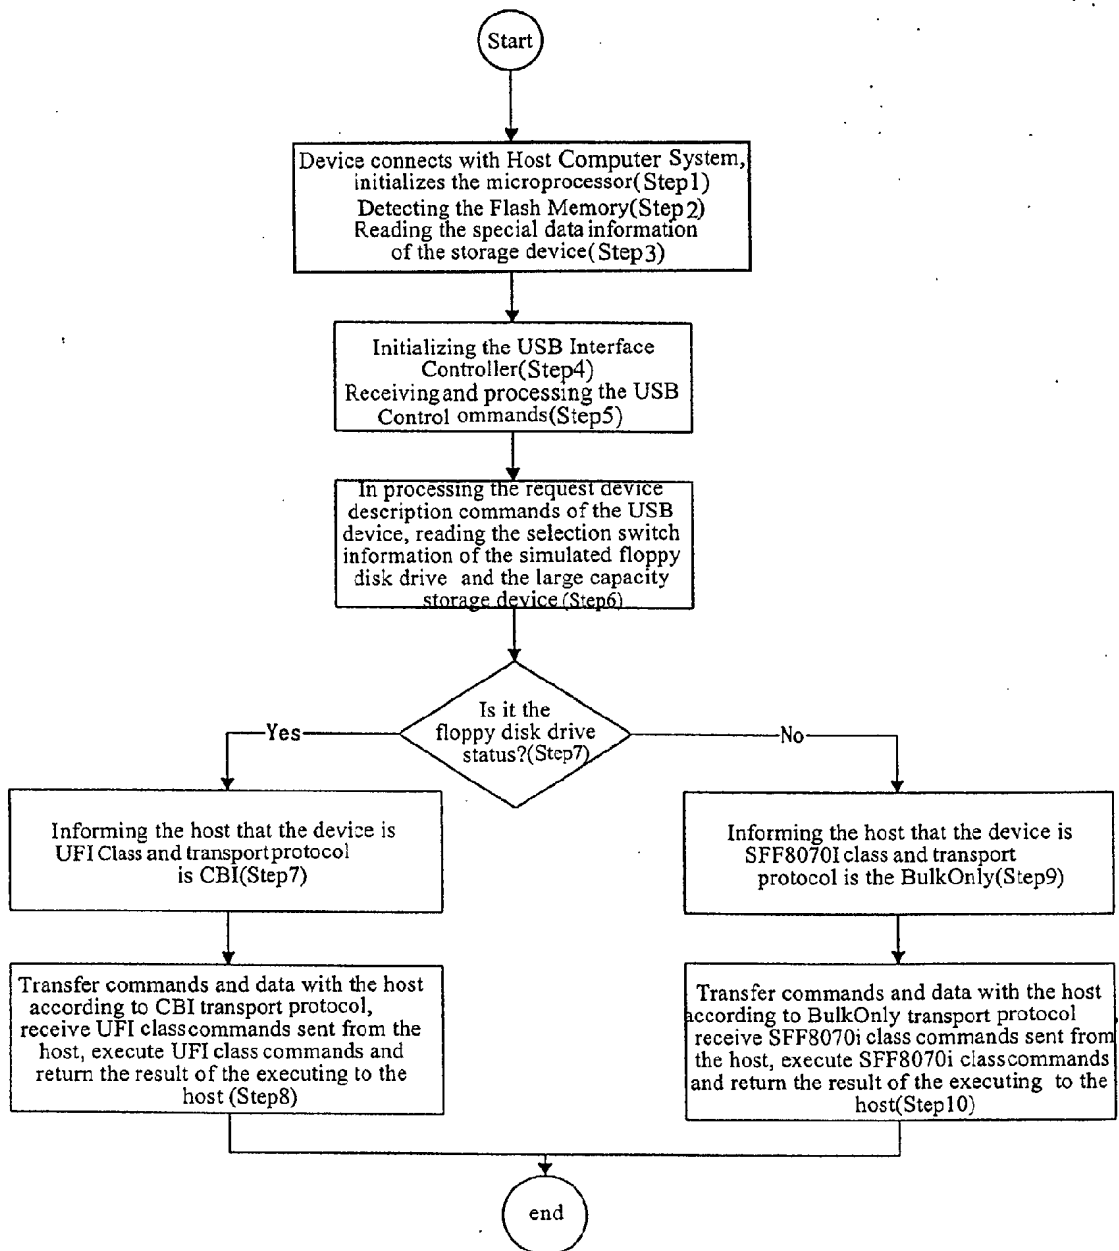 Start
Device connects with Host Computer System,
initializes the microprocessor(Step1)
Detecting the Flash Memory(Step2)
Reading the special data information
of the storage device(Step3)
Initializing the USB Interface
Controller(Step4)
Receiving and processing the USB
Control ommands(Step5)
In processing the request device
description commands of the USB
device, reading the selection switch
information of the simulated floppy
disk drive and the large capacity
storage device (Step6)
Is it the
floppy disk drive
status?(Step7)
Yes
No
Informing the host that the device is
UFI Class and transport protocol
is CBI(Step7)
Informing the host that the device is
SFF8070I class and transport
protocol is the BulkOnly(Step9)
Transfer commands and data with the host
according to CBI transport protocol,
receive UFI class commands sent from the
host, execute UFI class commands and
return the result of the executing to the
host (Step8)
Transfer commands and data with the host
according to BulkOnly transport protocol
receive SFF8070i class commands sent from
the host, execute SFF8070i class commands
and return the result of the executing to the
host(Step10)
end